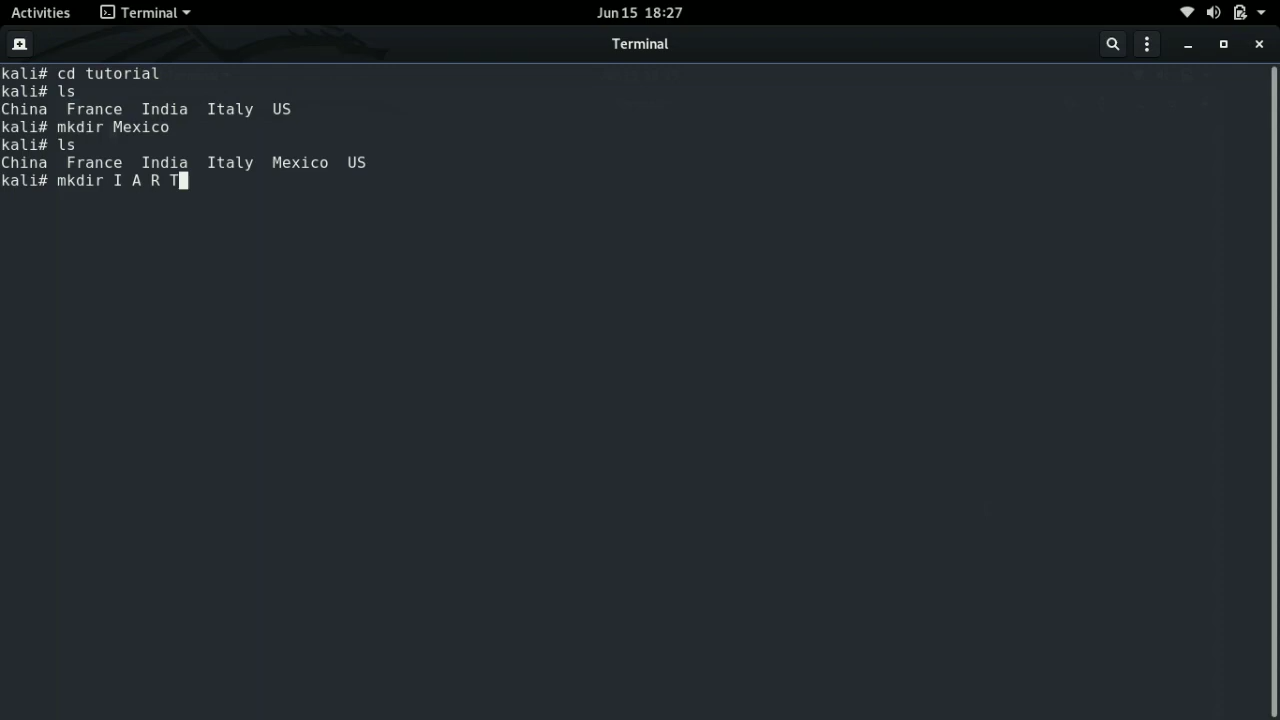 Activities Terminal Jun 15 18:27
Terminal
kali# cd tutorial
kali# ls
China France India Italy US
kali# mkdir Mexico
kali# ls
China France India Italy Mexico US
kali# mkdir I A R T